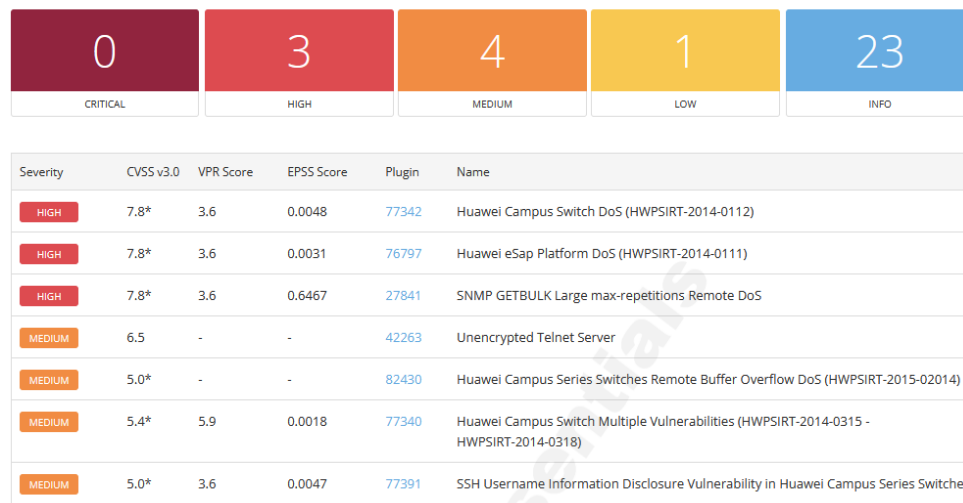 0 3 4 1 23
CRITICAL HIGH MEDIUM LOW INFO
Severity CVSS v3.0 VPR Score EPSS Score Plugin Name
HIGH 7.8* 3.6 0.0048 77342 Huawei Campus Switch DoS (HWPSIRT-2014-0112)
HIGH 7.8* 3.6 0.0031 76797 Huawei eSap Platform DoS (HWPSIRT-2014-0111)
HIGH 7.8* 3.6 0.6467 27841 SNMP GETBULK Large max-repetitions Remote DoS
MEDIUM 6.5 - - 42263 Unencrypted Telnet Server
MEDIUM 5.0* - - 82430 Huawei Campus Series Switches Remote Buffer Overflow DoS (HWPSIRT-2015-02014)
MEDIUM 5.4* 5.9 0.0018 77340 Huawei Campus Switch Multiple Vulnerabilities (HWPSIRT-2014-0315 -
HWPSIRT-2014-0318)
MEDIUM 5.0* 3.6 0.0047 77391 SSH Username Information Disclosure Vulnerability in Huawei Campus Series Switche